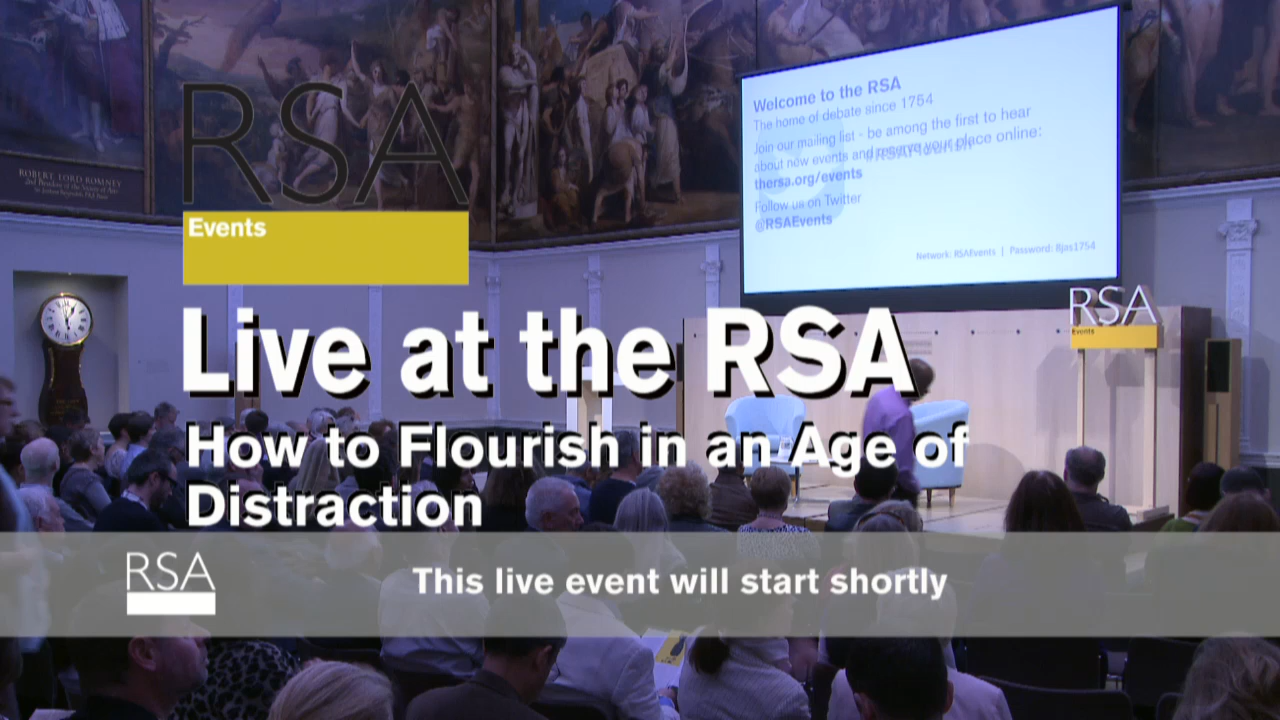 RSA
Events
Live at the RSA
How to Flourish in an Age of
Distraction
RSA
This live event will start shortly
Welcome to the RSA
The home of debate since 1754
Join our mailing list - be among the first to hear
about new events and reserve your place online:
thersa.org/events
Follow us on Twitter
@RSAEvents
Network: RSAEvents | Password: Rjas1754
RSA
Events
ROBERT, LORD ROMNEY